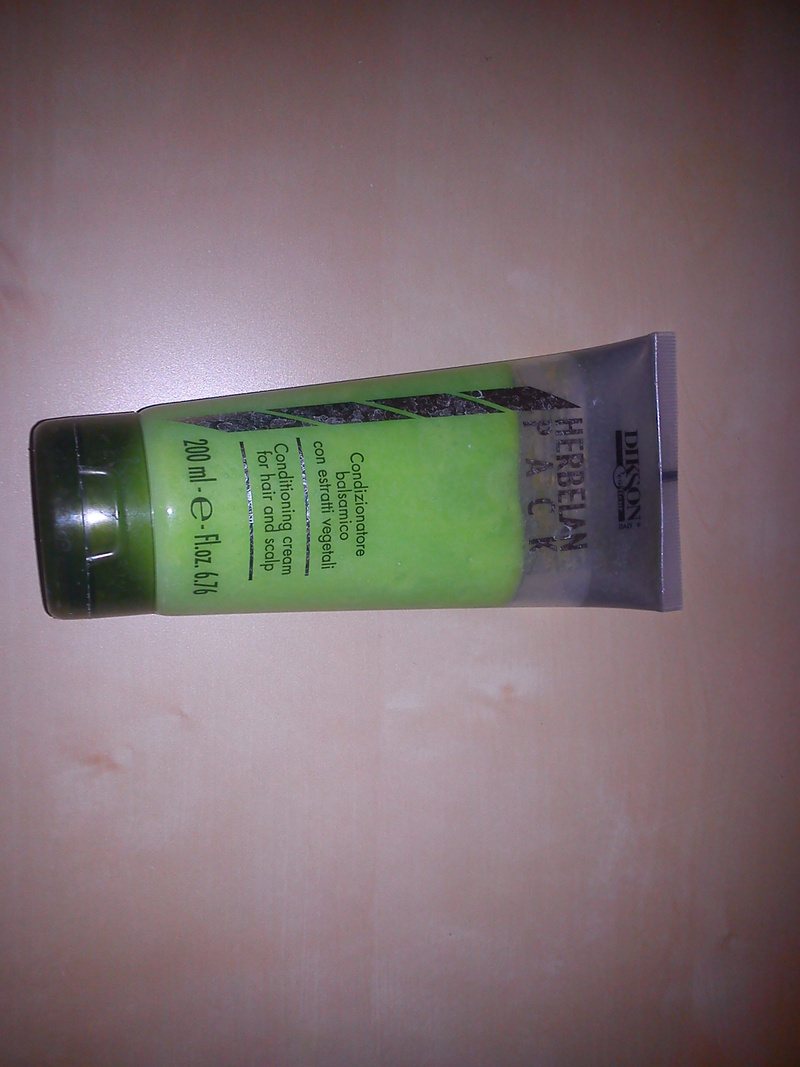 DIKSON
HERBELAN
PACK
Condizionatore
balsamico
con estratti vegetali
Conditioning cream
for hair and scalp
200 ml - e - Fl.oz. 6,76